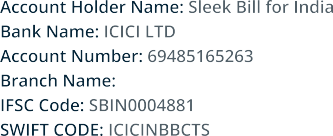 Account Holder Name: Sleek Bill for India
Bank Name: ICICI LTD
Account Number: 69485165263
Branch Name:
IFSC Code: SBIN0004881
SWIFT CODE: ICICINBBCTS